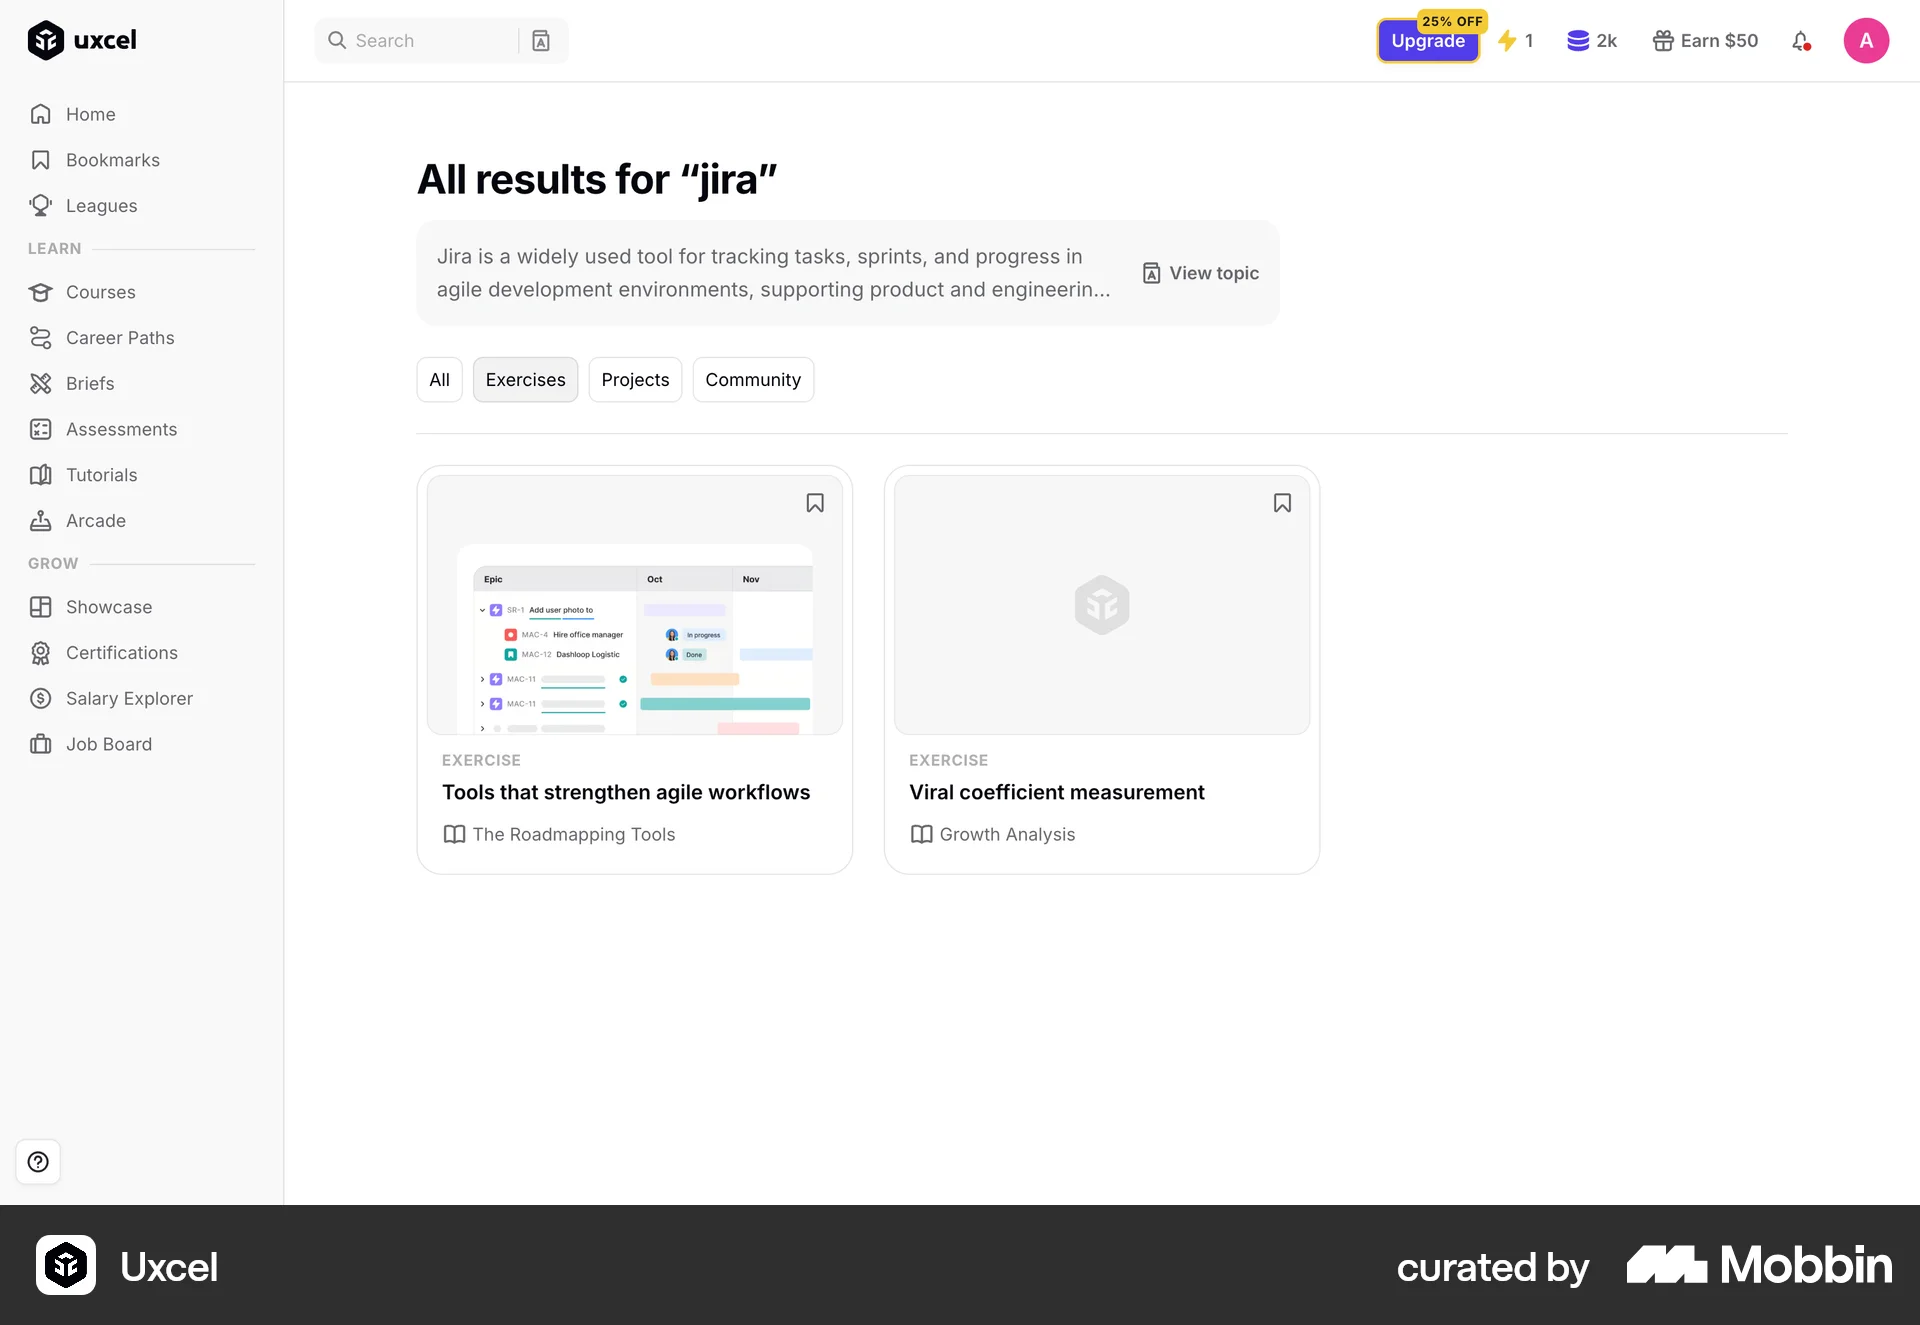 uxcel
Search
25% OFF
Upgrade
1
2k
Earn $50
A
Home
Bookmarks
Leagues
LEARN
Courses
Career Paths
Briefs
Assessments
Tutorials
Arcade
GROW
Showcase
Certifications
Salary Explorer
Job Board
All results for “jira”
Jira is a widely used tool for tracking tasks, sprints, and progress in
agile development environments, supporting product and engineerin...
View topic
All
Exercises
Projects
Community
Epic
Oct
Nov
SR-1 Add user photo to
MAC-4 Hire office manager
In progress
MAC-12 Dashloop Logistic
Done
MAC-11
MAC-11
EXERCISE
Tools that strengthen agile workflows
The Roadmapping Tools
EXERCISE
Viral coefficient measurement
Growth Analysis
Uxcel
curated by
Mobbin